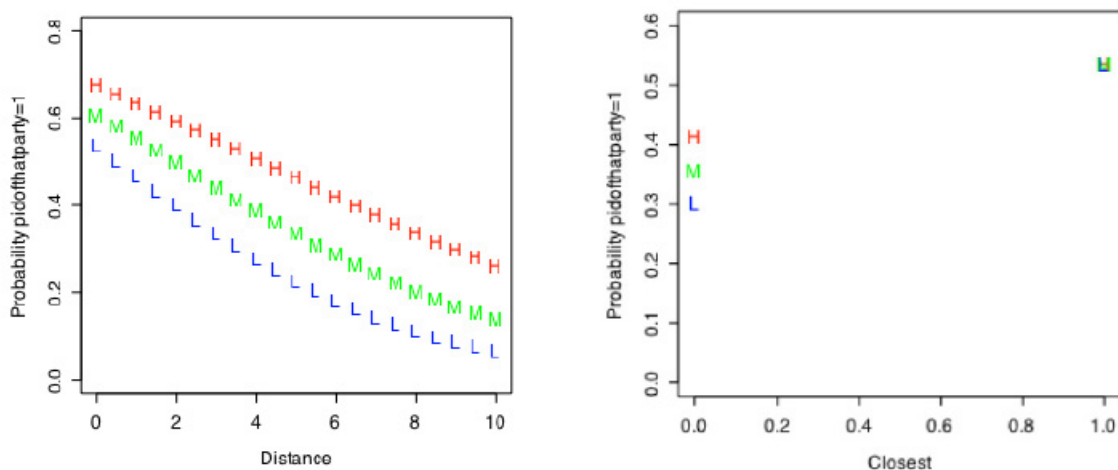 0.8
0.6
0.4
0.2
0.0
Probability pidofthatparty=1
H H H H H H H H H H H H H H H H H H H H H
M M M M M M M M M M M M M M M M M M M M M
L L L L L L L L L L L L L L L L L L L L L
0 2 4 6 8 10
Distance
0.6
0.5
0.4
0.3
0.2
0.1
0.0
Probability pidofthatparty=1
H
M
L
0.0 0.2 0.4 0.6 0.8 1.0
Closest